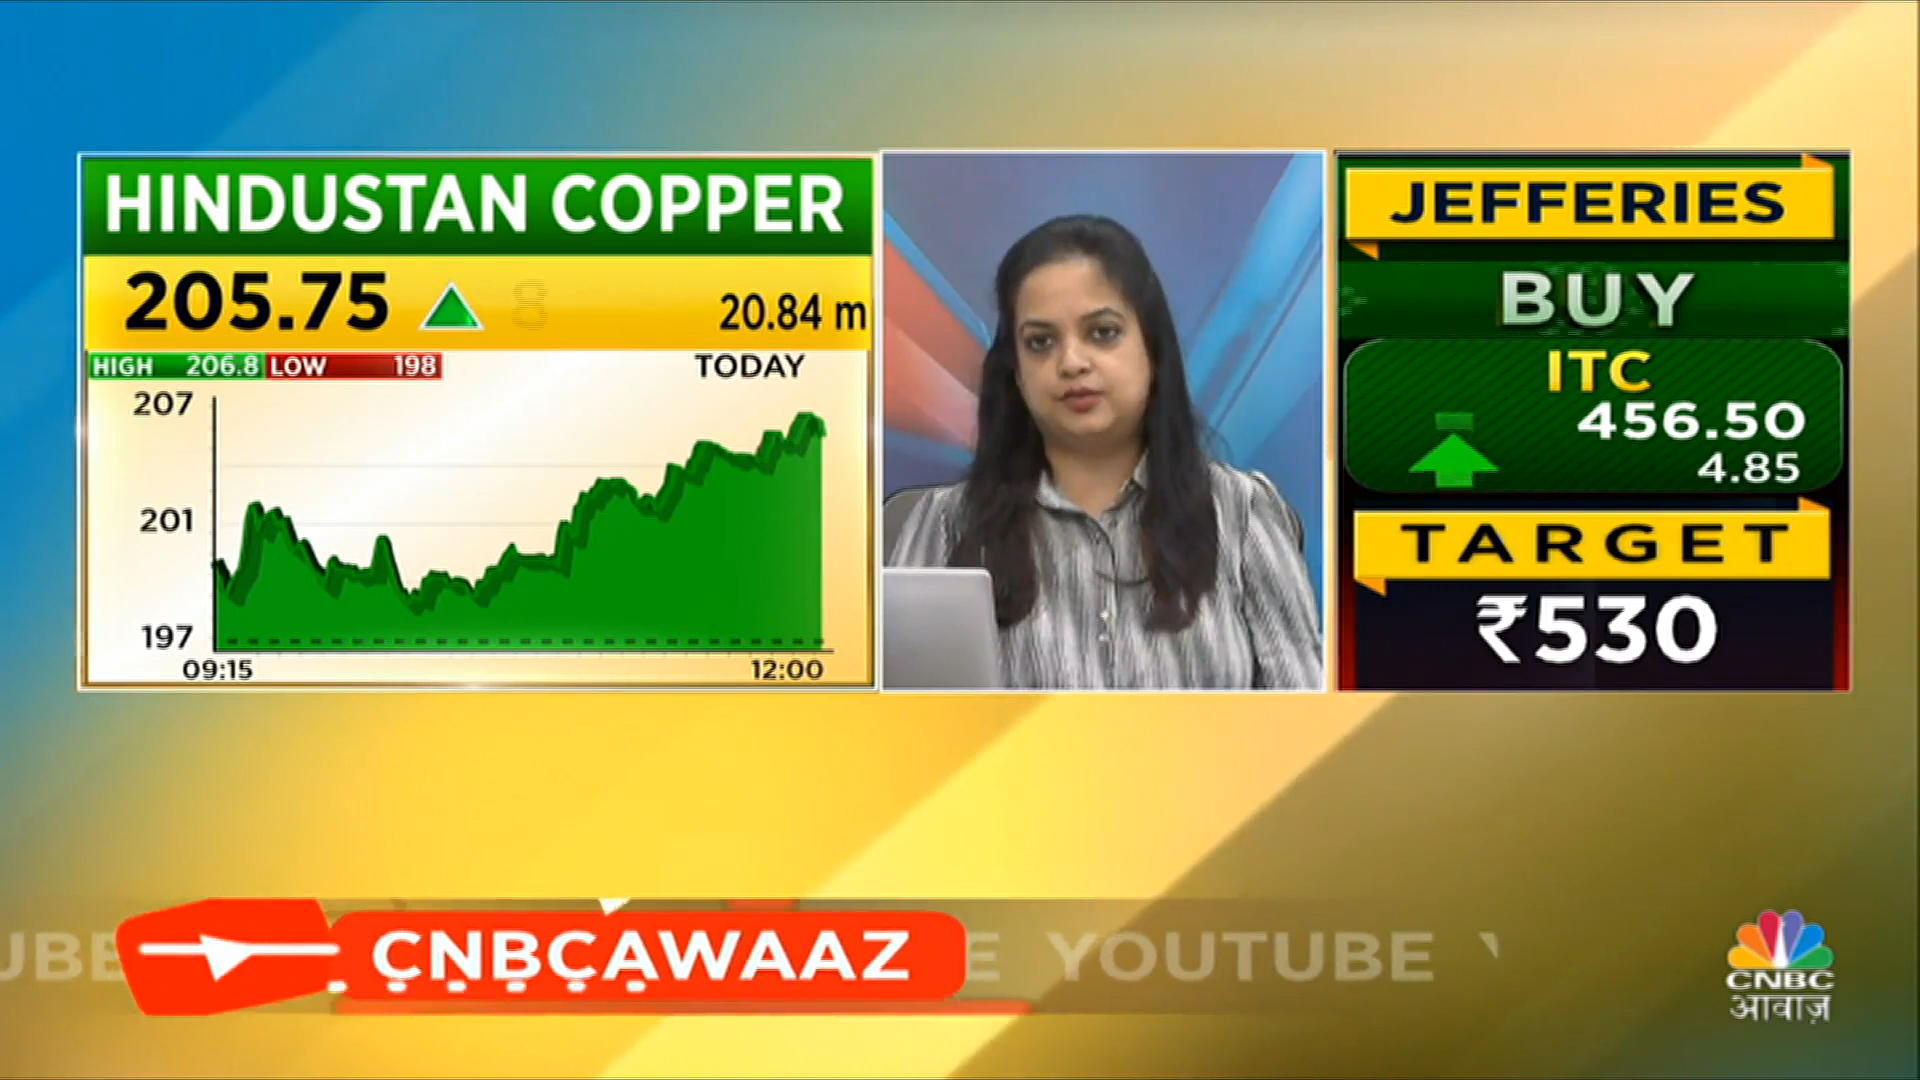 HINDUSTAN COPPER
205.75 8 20.84 m
HIGH 206.8 LOW 198 TODAY
207
201
197
09:15 12:00
JEFFERIES
BUY
ITC
456.50
4.85
TARGET
₹530
CNBCAWAAZ
YOUTUBE
CNBC
आवाज़